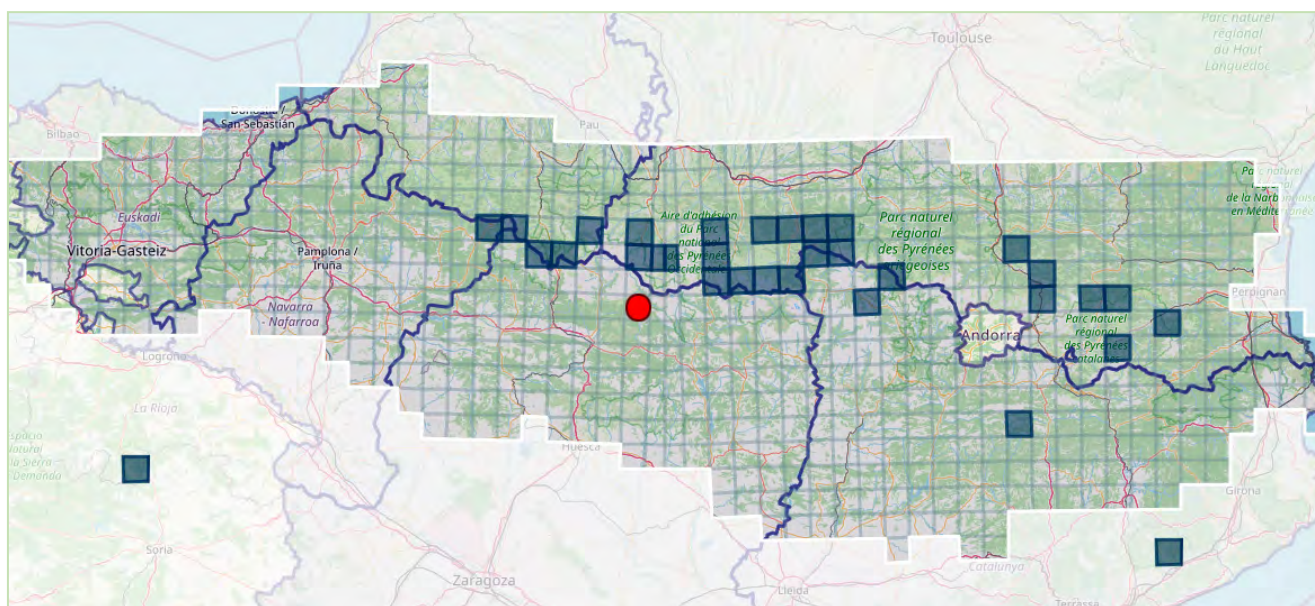 Parc naturel
régional
du Haut
Languedoc
Toulouse
Donostia /
San Sebastián
Bilbao
Pau
Parc naturel
de la Narbonnaise
en Méditerranée
Euskadi
Vitoria-Gasteiz
Pamplona /
Iruña
Aire d'adhésion
du Parc
national
des Pyrénées
Occidentales
Parc naturel
régional
des Pyrénées
Perpignan
Navarra
- Nafarroa
Logroño
Andorra
Parc naturel
régional
des Pyrénées
catalanes
La Rioja
Huesca
la Sierra
Demanda
Girona
Soria
Zaragoza
Lleida
Catalunya
Terrassa